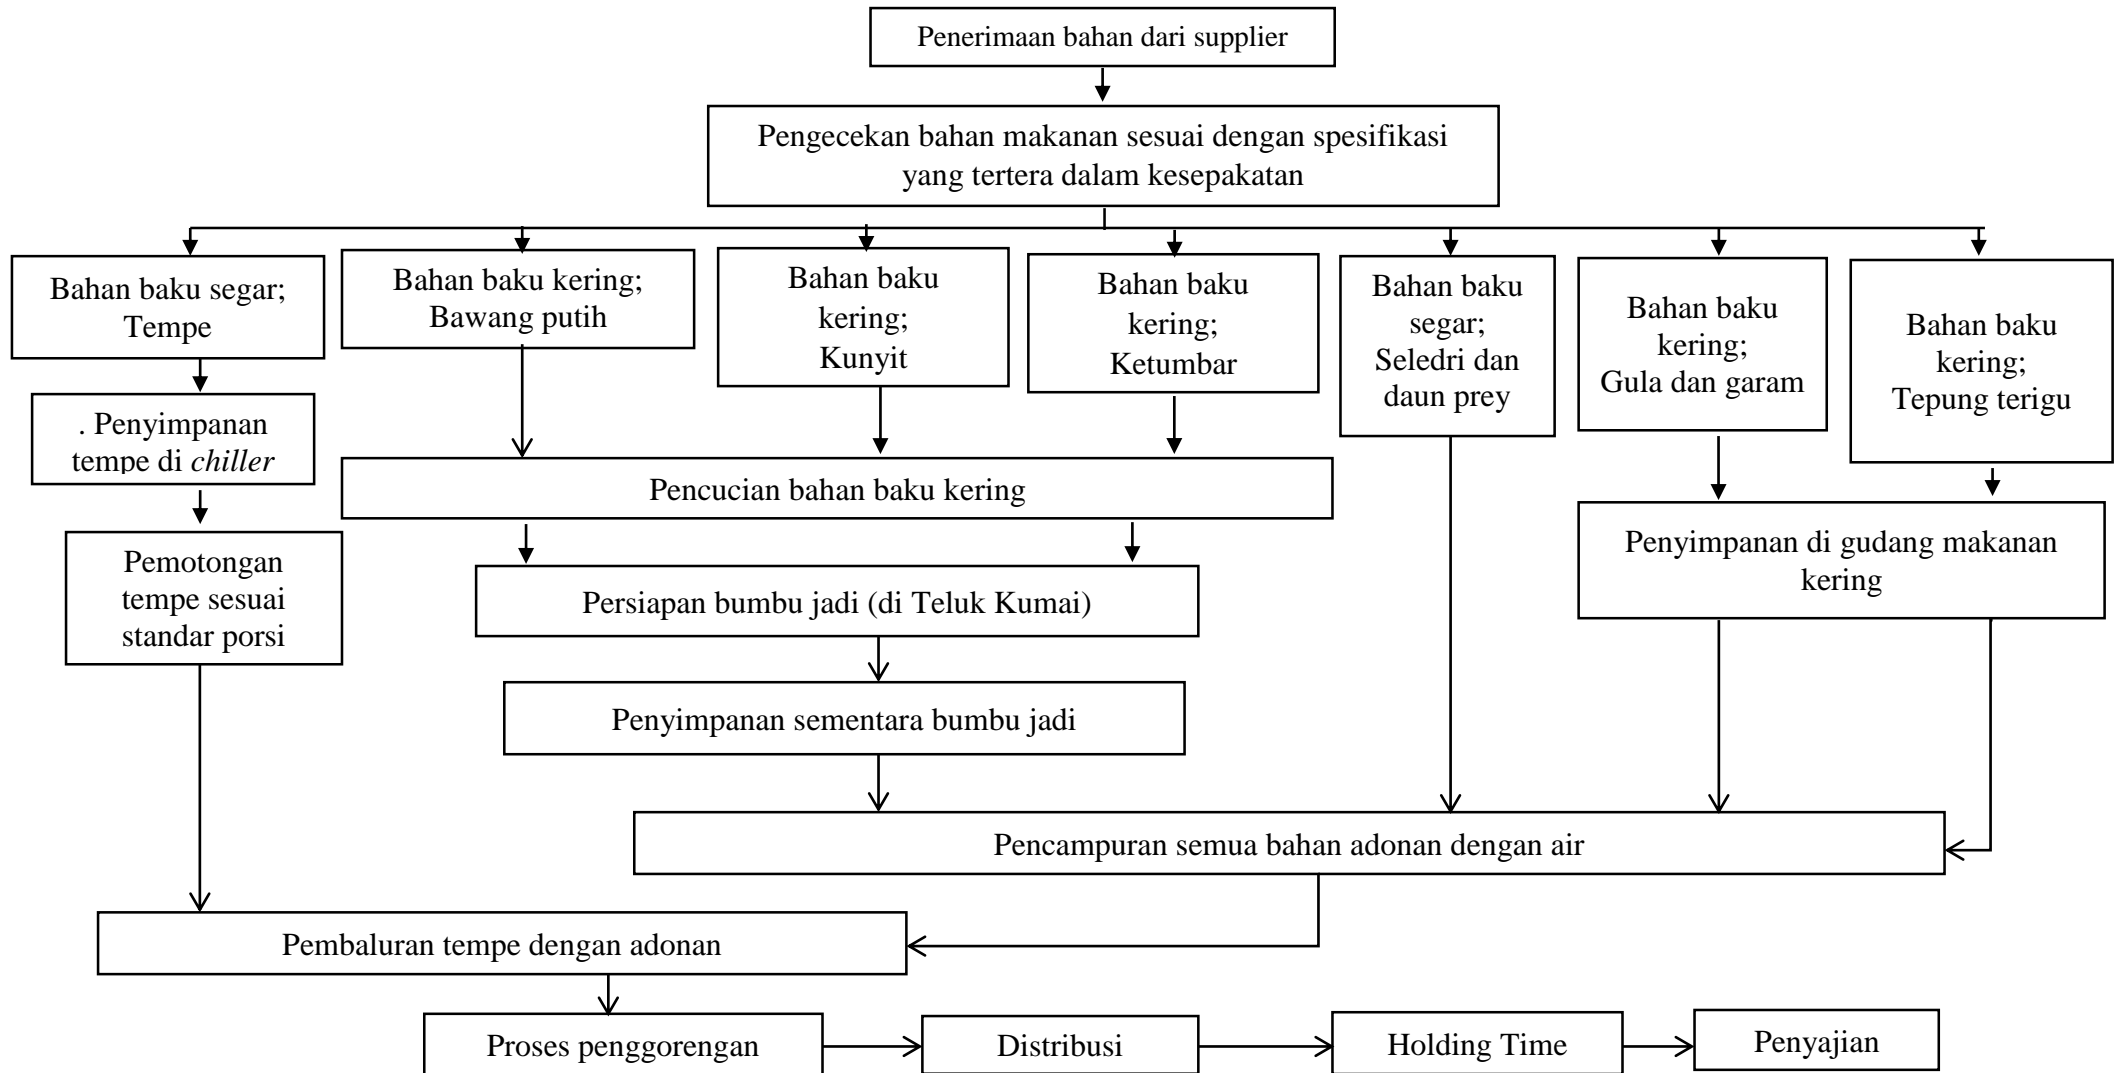 Penerimaan bahan dari supplier
Pengecekan bahan makanan sesuai dengan spesifikasi
yang tertera dalam kesepakatan
Bahan baku segar;
Tempe
Bahan baku kering;
Bawang putih
Bahan baku
kering;
Kunyit
Bahan baku
kering;
Ketumbar
Bahan baku
segar;
Seledri dan
daun prey
Bahan baku
kering;
Gula dan garam
Bahan baku
kering;
Tepung terigu
. Penyimpanan
tempe di chiller
Pencucian bahan baku kering
Penyimpanan di gudang makanan
kering
Pemotongan
tempe sesuai
standar porsi
Persiapan bumbu jadi (di Teluk Kumai)
Penyimpanan sementara bumbu jadi
Pencampuran semua bahan adonan dengan air
Pembaluran tempe dengan adonan
Proses penggorengan
Distribusi
Holding Time
Penyajian